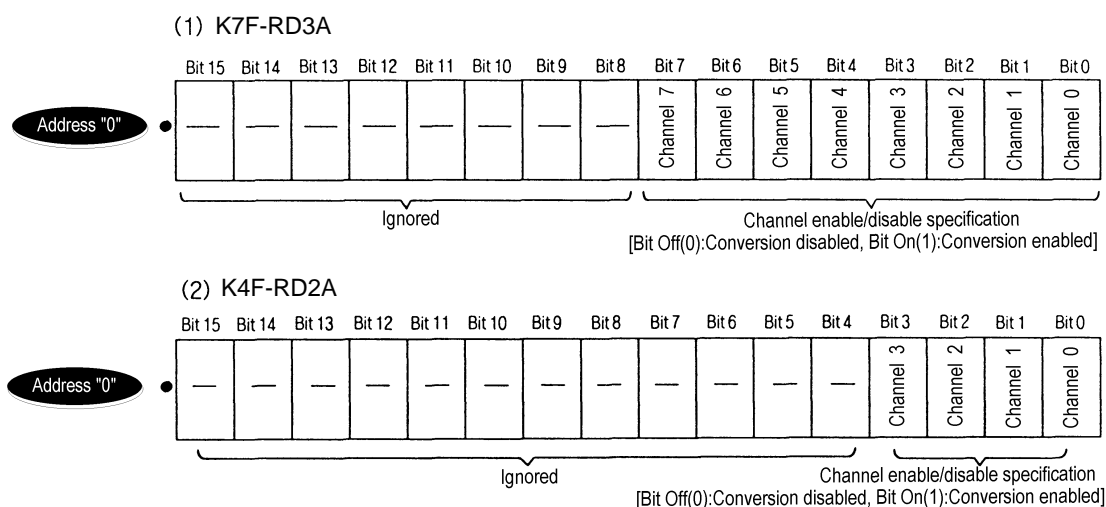 (1) K7F-RD3A
Bit 15 Bit 14 Bit 13 Bit 12 Bit 11 Bit 10 Bit 9 Bit 8 Bit 7 Bit 6 Bit 5 Bit 4 Bit 3 Bit 2 Bit 1 Bit 0
Address "0" • — — — — — — — — Channel 7 Channel 6 Channel 5 Channel 4 Channel 3 Channel 2 Channel 1 Channel 0
Ignored
Channel enable/disable specification
[Bit Off(0):Conversion disabled, Bit On(1):Conversion enabled]
(2) K4F-RD2A
Bit 15 Bit 14 Bit 13 Bit 12 Bit 11 Bit 10 Bit 9 Bit 8 Bit 7 Bit 6 Bit 5 Bit 4 Bit 3 Bit 2 Bit 1 Bit 0
Address "0" • — — — — — — — — — — — — Channel 3 Channel 2 Channel 1 Channel 0
Ignored
Channel enable/disable specification
[Bit Off(0):Conversion disabled, Bit On(1):Conversion enabled]